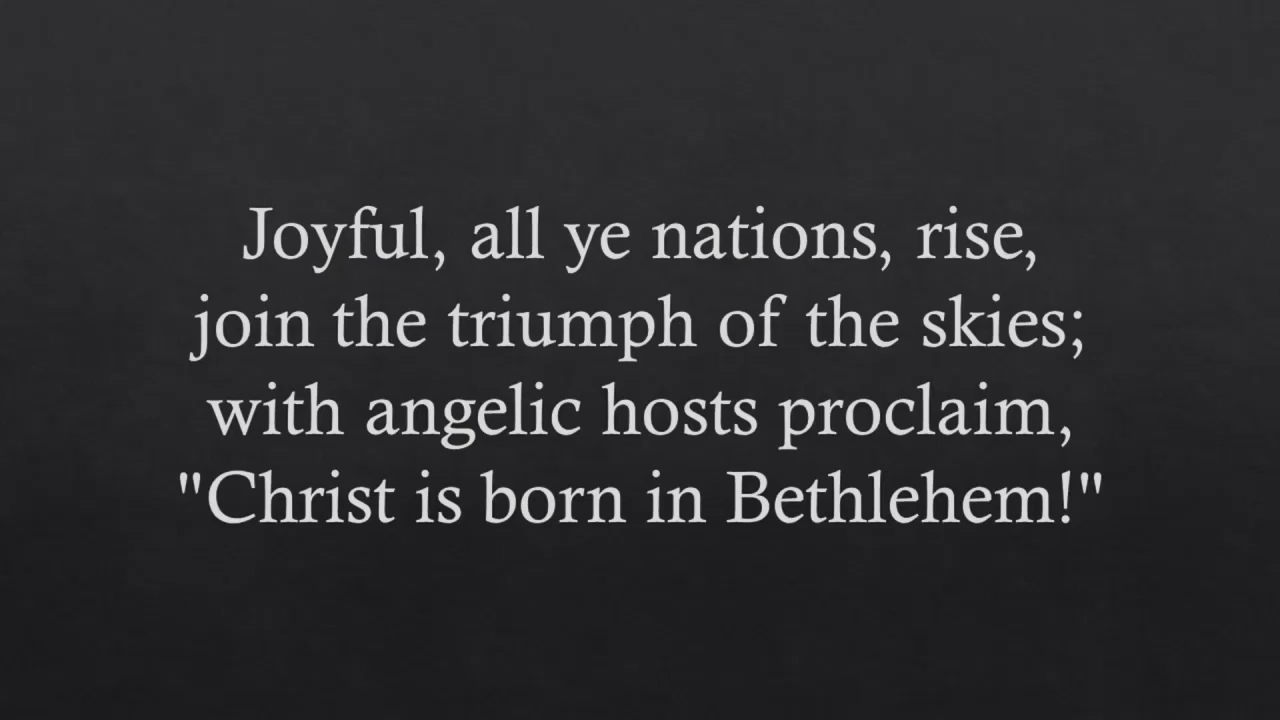 Joyful, all ye nations, rise,
join the triumph of the skies;
with angelic hosts proclaim,
"Christ is born in Bethlehem!"